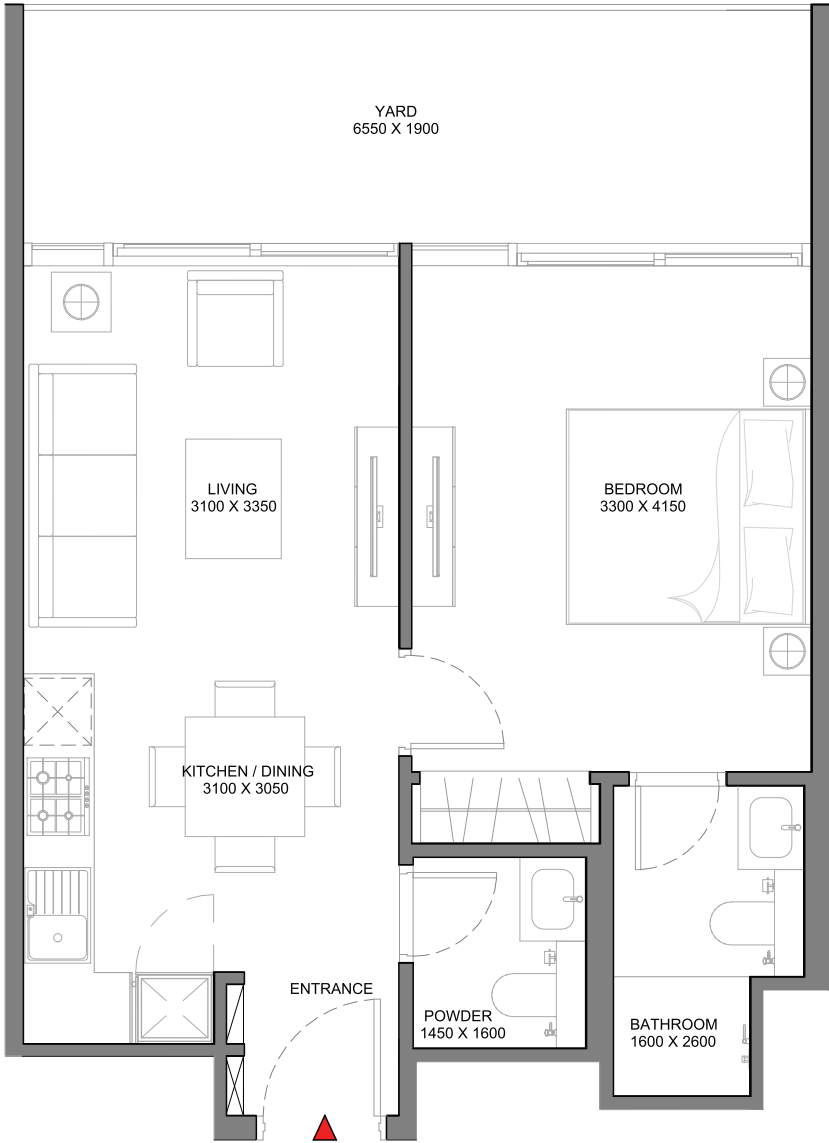 YARD
6550 X 1900
LIVING
3100 X 3350
BEDROOM
3300 X 4150
KITCHEN / DINING
3100 X 3050
ENTRANCE
POWDER
1450 X 1600
BATHROOM
1600 X 2600